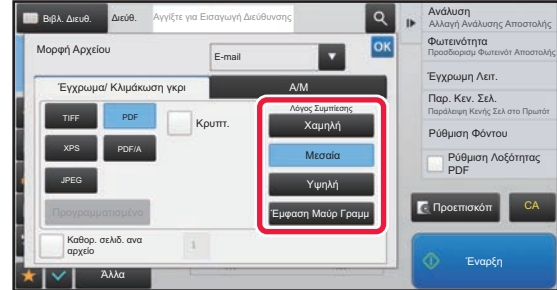 Βιβλ. Διευθ.
Διεύθ.
Αγγίξτε για Εισαγωγή Διεύθυνσης
Μορφή Αρχείου
E-mail
OK
Έγχρωμα/ Κλιμάκωση γκρι
Α/Μ
TIFF
PDF
Κρυπτ.
XPS
PDF/A
JPEG
Προγραμματισμένο
Λόγος Συμπίεσης
Χαμηλή
Μεσαία
Υψηλή
Έμφαση Μαύρ Γραμμ
Καθορ. σελιδ. ανα
αρχείο
1
Άλλα
Ανάλυση
Αλλαγή Ανάλυσης Αποστολής
Φωτεινότητα
Προσδιορισμ Φωτεινότ Αποστολής
Έγχρωμη Λειτ.
Παρ. Κεν. Σελ.
Παράλειψη Κενής Σελ στο Πρωτότ
Ρύθμιση Φόντου
Ρύθμιση Λοξότητας
PDF
Προεπισκόπ
CA
Έναρξη